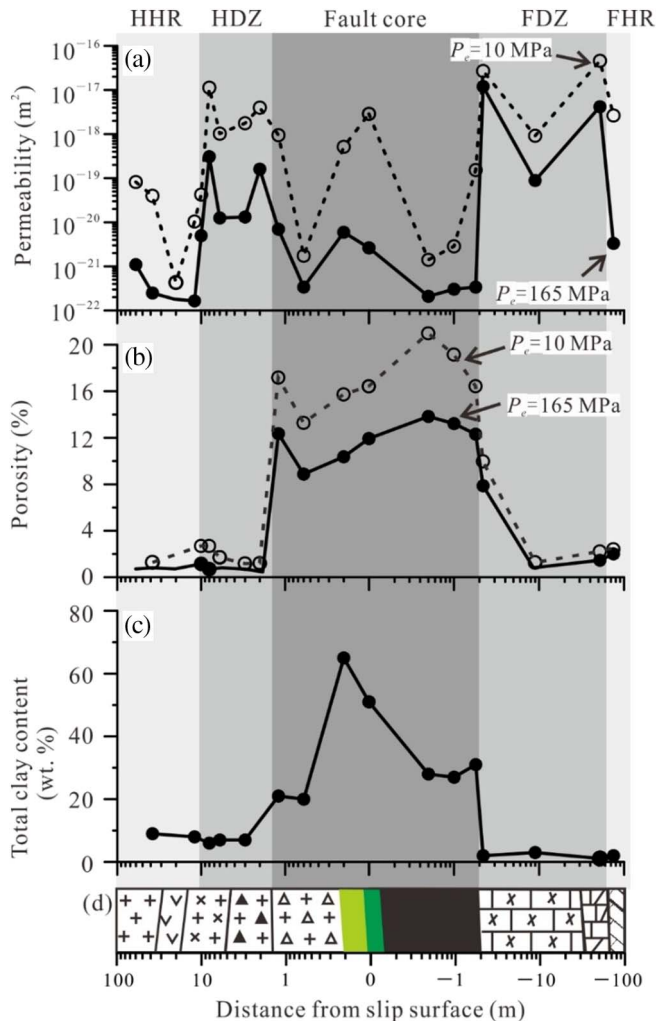 HHR HDZ Fault core FDZ FHR
(a)
Permeability (m²)
10⁻¹⁶
10⁻¹⁷
10⁻¹⁸
10⁻¹⁹
10⁻²⁰
10⁻²¹
10⁻²²
Pₑ=10 MPa
Pₑ=165 MPa
(b)
Porosity (%)
20
16
12
8
4
0
Pₑ=10 MPa
Pₑ=165 MPa
(c)
Total clay content
(wt. %)
80
60
40
20
0
(d)
100 10 1 0 −1 −10 −100
Distance from slip surface (m)